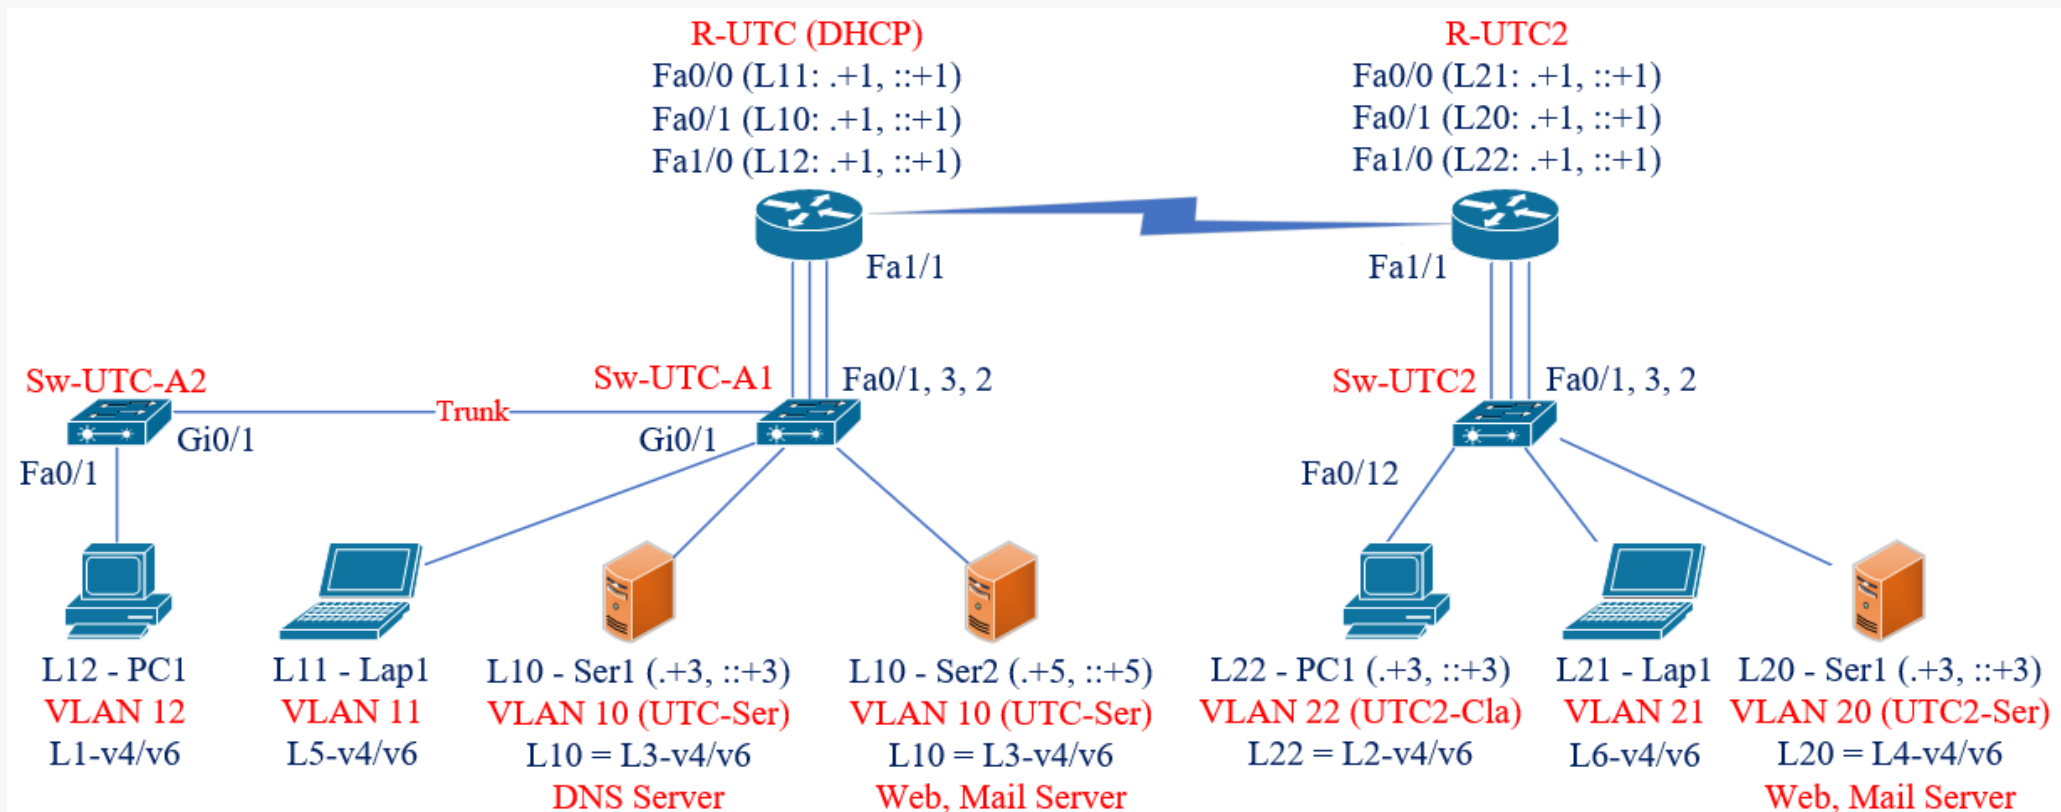 R-UTC (DHCP)
Fa0/0 (L11: .+1, ::+1)
Fa0/1 (L10: .+1, ::+1)
Fa1/0 (L12: .+1, ::+1)
R-UTC2
Fa0/0 (L21: .+1, ::+1)
Fa0/1 (L20: .+1, ::+1)
Fa1/0 (L22: .+1, ::+1)
Fa1/1
Fa1/1
Sw-UTC-A2
Sw-UTC-A1
Fa0/1, 3, 2
Sw-UTC2
Fa0/1, 3, 2
Trunk
Gi0/1
Gi0/1
Fa0/1
Fa0/12
L12 - PC1
VLAN 12
L1-v4/v6
L11 - Lap1
VLAN 11
L5-v4/v6
L10 - Ser1 (.+3, ::+3)
VLAN 10 (UTC-Ser)
L10 = L3-v4/v6
DNS Server
L10 - Ser2 (.+5, ::+5)
VLAN 10 (UTC-Ser)
L10 = L3-v4/v6
Web, Mail Server
L22 - PC1 (.+3, ::+3)
VLAN 22 (UTC2-Cla)
L22 = L2-v4/v6
L21 - Lap1
VLAN 21
L6-v4/v6
L20 - Ser1 (.+3, ::+3)
VLAN 20 (UTC2-Ser)
L20 = L4-v4/v6
Web, Mail Server